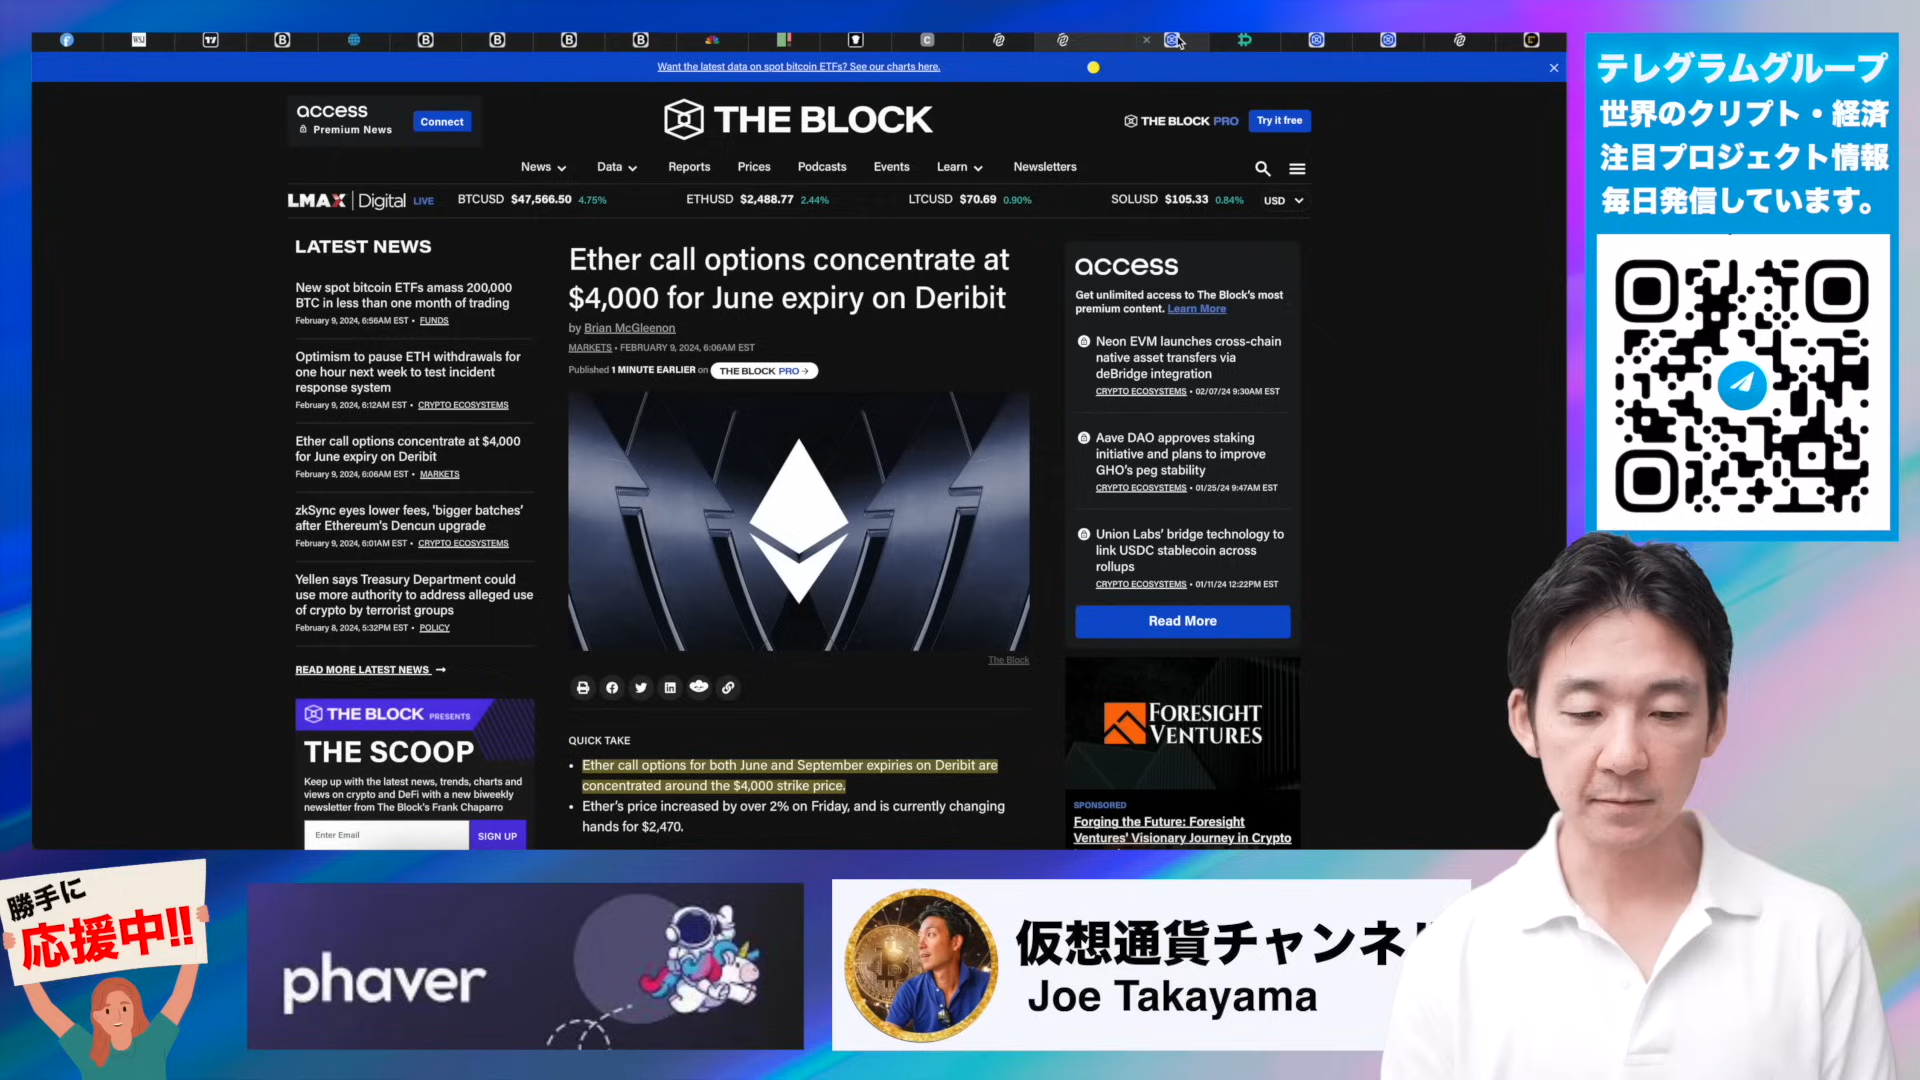 Want the latest data on spot bitcoin ETFs? See our charts here.
access
Premium News
Connect
THE BLOCK
THE BLOCK PRO
Try it free
News
Data
Reports
Prices
Podcasts
Events
Learn
Newsletters
LMAX Digital LIVE
BTCUSD $47,566.50 4.75%
ETHUSD $2,488.77 2.44%
LTCUSD $70.69 0.90%
SOLUSD $105.33 0.84%
USD
LATEST NEWS
New spot bitcoin ETFs amass 200,000
BTC in less than one month of trading
February 9, 2024, 6:56AM EST • FUNDS
Optimism to pause ETH withdrawals for
one hour next week to test incident
response system
February 9, 2024, 6:12AM EST • CRYPTO ECOSYSTEMS
Ether call options concentrate at $4,000
for June expiry on Deribit
February 9, 2024, 6:06AM EST • MARKETS
zkSync eyes lower fees, 'bigger batches'
after Ethereum's Dencun upgrade
February 9, 2024, 6:01AM EST • CRYPTO ECOSYSTEMS
Yellen says Treasury Department could
use more authority to address alleged use
of crypto by terrorist groups
February 8, 2024, 5:32PM EST • POLICY
READ MORE LATEST NEWS →
THE BLOCK PRESENTS
THE SCOOP
Keep up with the latest news, trends, charts and
views on crypto and DeFi with a new biweekly
newsletter from The Block's Frank Chaparro
Enter Email
SIGN UP
Ether call options concentrate at
$4,000 for June expiry on Deribit
by Brian McGleenon
MARKETS • FEBRUARY 9, 2024, 6:06AM EST
Published 1 MINUTE EARLIER on THE BLOCK PRO →
The Block
QUICK TAKE
• Ether call options for both June and September expiries on Deribit are
concentrated around the $4,000 strike price.
• Ether's price increased by over 2% on Friday, and is currently changing
hands for $2,470.
access
Get unlimited access to The Block's most
premium content. Learn More
Neon EVM launches cross-chain
native asset transfers via
deBridge integration
CRYPTO ECOSYSTEMS • 02/07/24 9:30AM EST
Aave DAO approves staking
initiative and plans to improve
GHO's peg stability
CRYPTO ECOSYSTEMS • 01/25/24 9:47AM EST
Union Labs' bridge technology to
link USDC stablecoin across
rollups
CRYPTO ECOSYSTEMS • 01/11/24 12:22PM EST
Read More
FORESIGHT
VENTURES
SPONSORED
Forging the Future: Foresight
Ventures' Visionary Journey in Crypto
テレグラムグループ
世界のクリプト・経済
注目プロジェクト情報
毎日発信しています。
勝手に
応援中!!
phaver
仮想通貨チャンネ
Joe Takayama